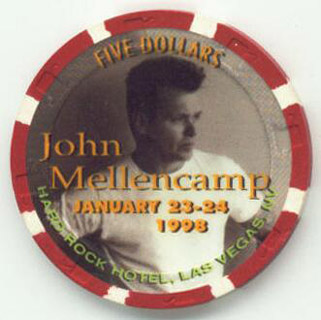 FIVE DOLLARS
John
Mellencamp
JANUARY 23-24
1998
HARD ROCK HOTEL, LAS VEGAS, NV